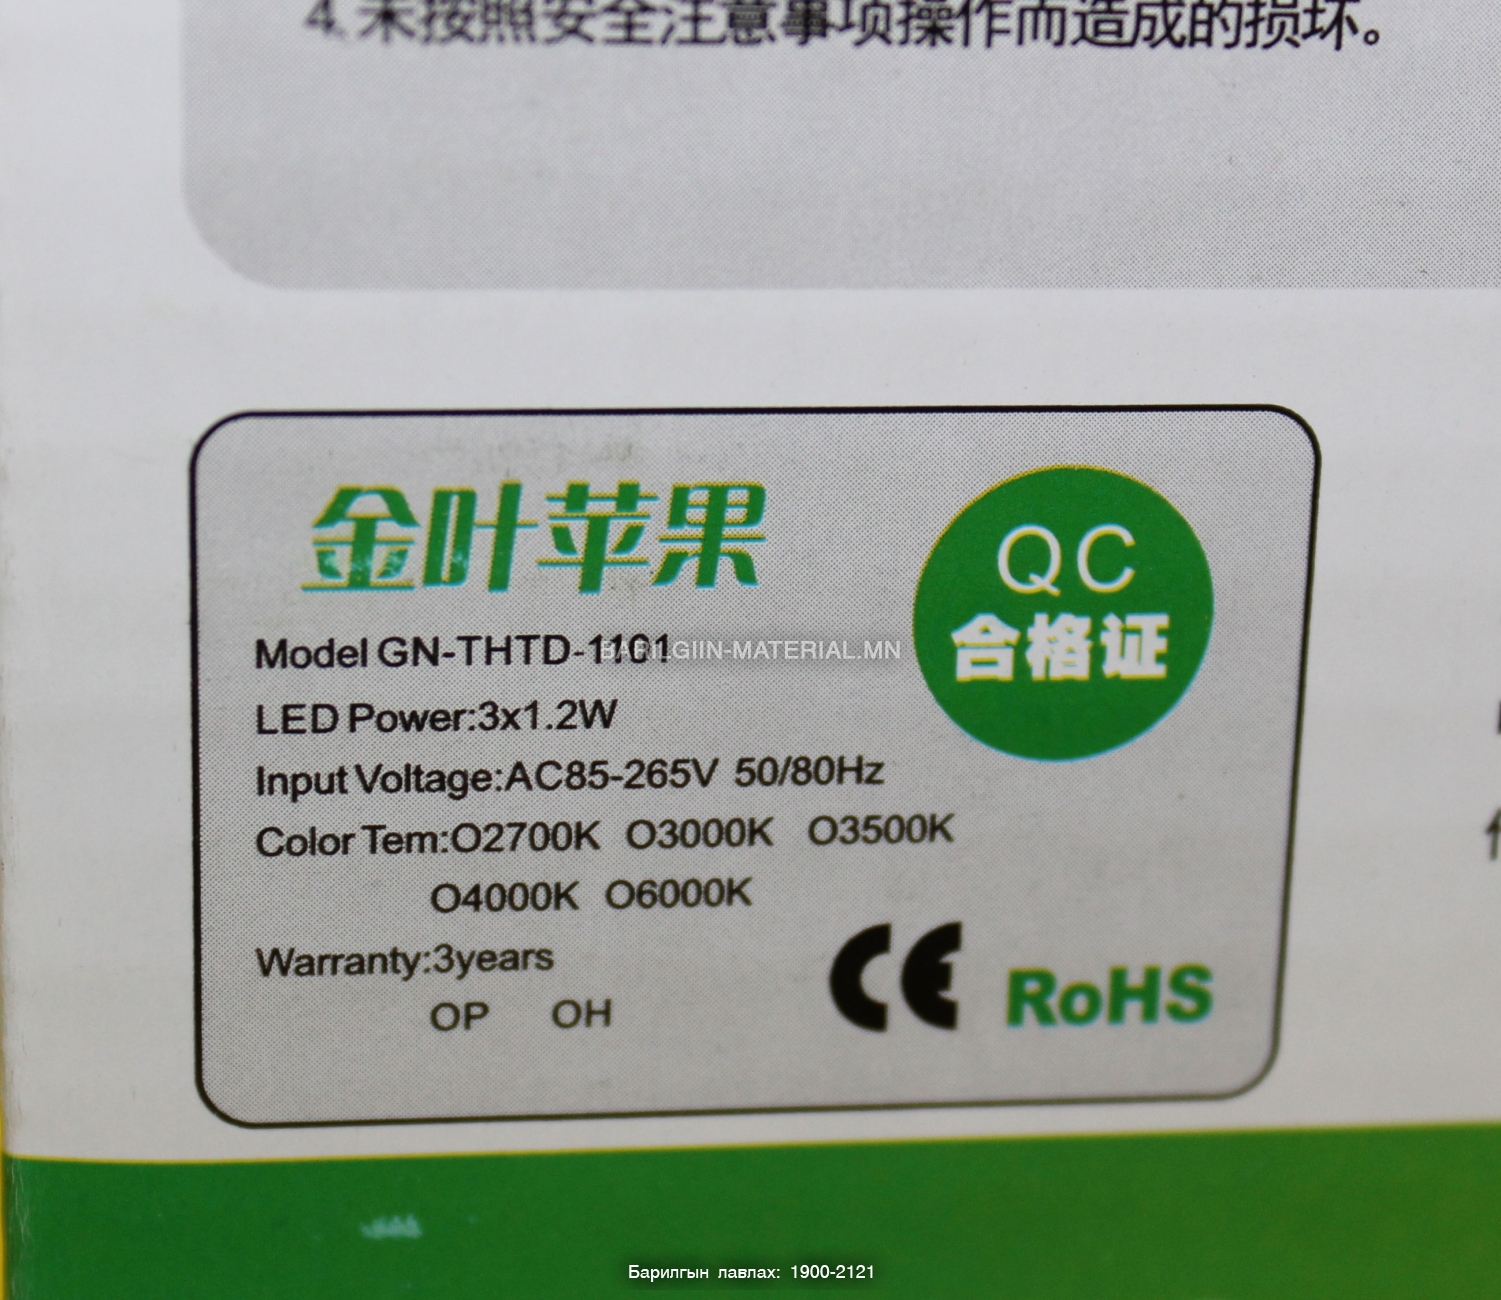 4.未按照安全注意事项操作而造成的损坏。
金叶苹果
QC
合格证
Model GN-THTD-1101
BARILGIIN-MATERIAL.MN
LED Power:3x1.2W
Input Voltage:AC85-265V 50/80Hz
Color Tem:O2700K O3000K O3500K
O4000K O6000K
Warranty:3years
OP OH
CE RoHS
Барилгын лавлах: 1900-2121